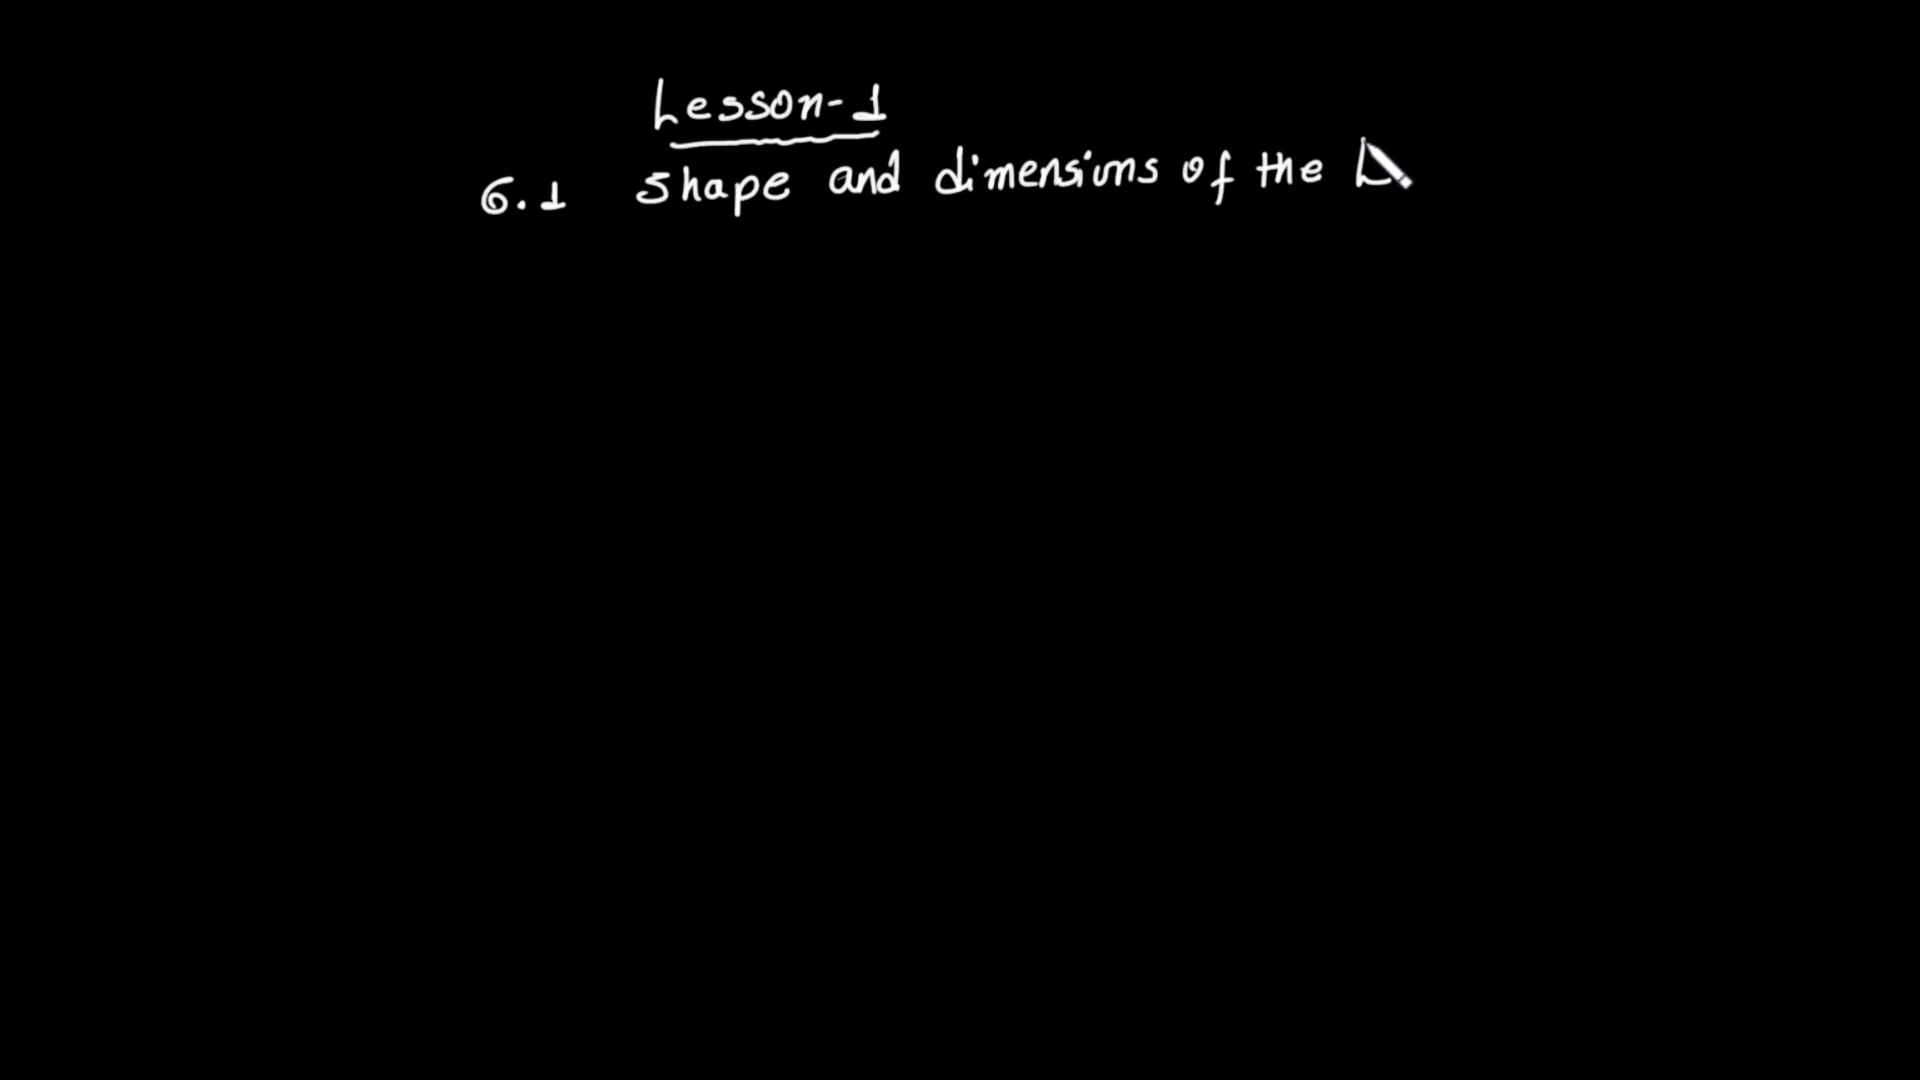 Lesson-1
6.1 shape and dimensions of the